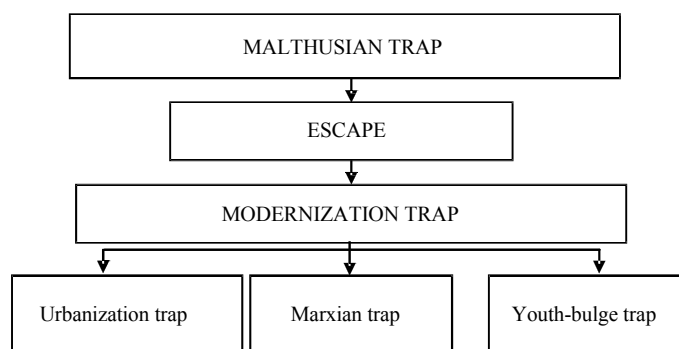 MALTHUSIAN TRAP
ESCAPE
MODERNIZATION TRAP
Urbanization trap
Marxian trap
Youth-bulge trap